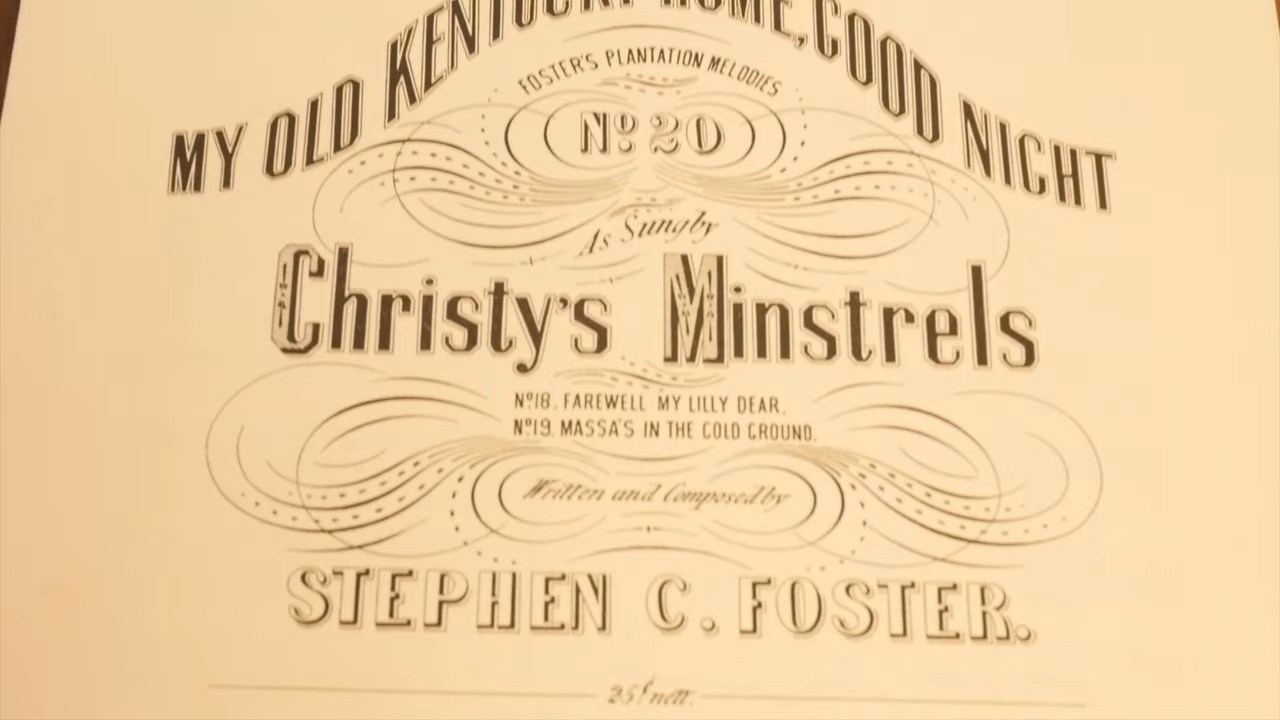 MY OLD KENTUCKY HOME, GOOD NIGHT
FOSTER'S PLANTATION MELODIES
No. 20
As Sung by
Christy's Minstrels
No. 18. FAREWELL MY LILLY DEAR.
No. 19. MASSA'S IN THE COLD GROUND.
Written and Composed by
STEPHEN C. FOSTER.
25¢ nett.